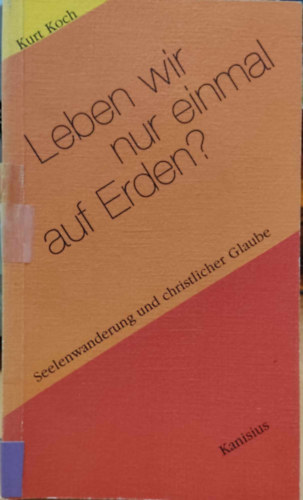 Kurt Koch
Leben wir
nur einmal
auf Erden?
Seelenwanderung und christlicher Glaube
Kanisius